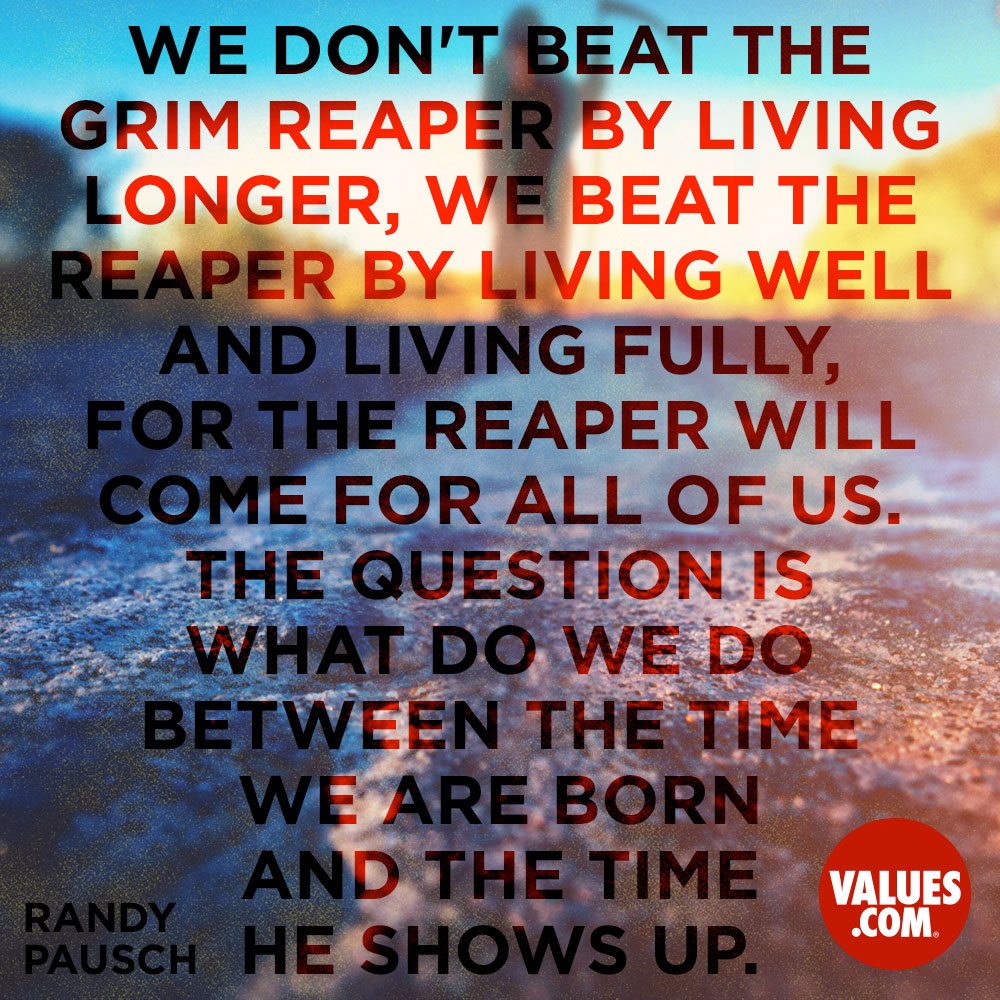 WE DON'T BEAT THE
GRIM REAPER BY LIVING
LONGER, WE BEAT THE
REAPER BY LIVING WELL
AND LIVING FULLY,
FOR THE REAPER WILL
COME FOR ALL OF US.
THE QUESTION IS
WHAT DO WE DO
BETWEEN THE TIME
WE ARE BORN
AND THE TIME
HE SHOWS UP.
RANDY
PAUSCH
VALUES
.COM®